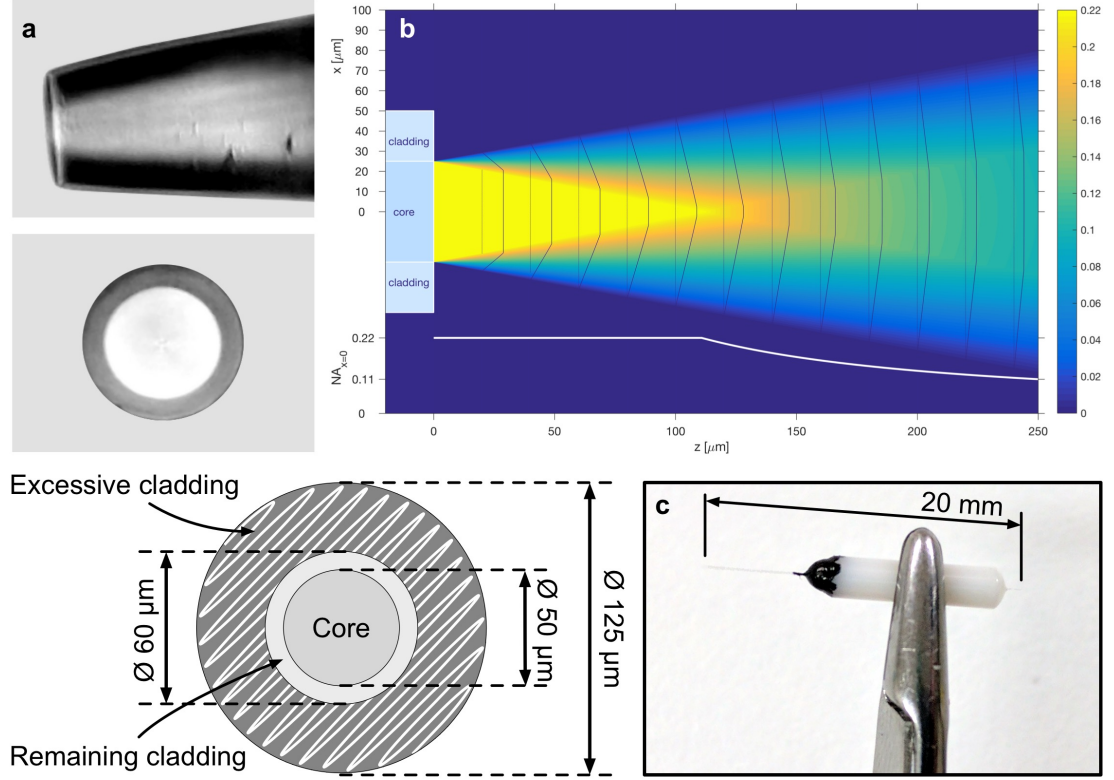 a
b
x [μm]
100
90
80
70
60
50
40
30
20
10
0
cladding
core
cladding
0.22
NAx=0
0.11
0
0
50
100
150
200
250
z [μm]
0.22
0.2
0.18
0.16
0.14
0.12
0.1
0.08
0.06
0.04
0.02
0
Excessive cladding
Ø 60 μm
Core
Ø 50 μm
Ø 125 μm
Remaining cladding
c
20 mm